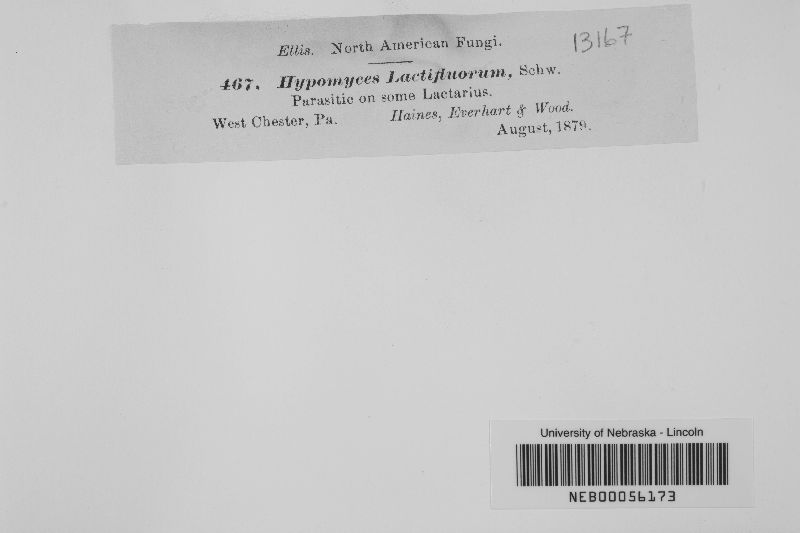 Ellis. North American Fungi.
13167
467. Hypomyces Lactifluorum, Schw.
Parasitic on some Lactarius.
West Chester, Pa. Haines, Everhart & Wood.
August, 1879.
University of Nebraska - Lincoln
NEB00056173